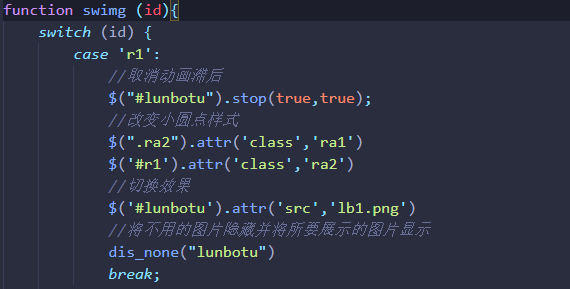 function swimg (id){
switch (id) {
case 'r1':
//取消动画滞后
$("#lunbotu").stop(true,true);
//改变小圆点样式
$(".ra2").attr('class','ra1')
$('#r1').attr('class','ra2')
//切换效果
$('#lunbotu').attr('src','lb1.png')
//将不用的图片隐藏并将所要展示的图片显示
dis_none("lunbotu")
break;